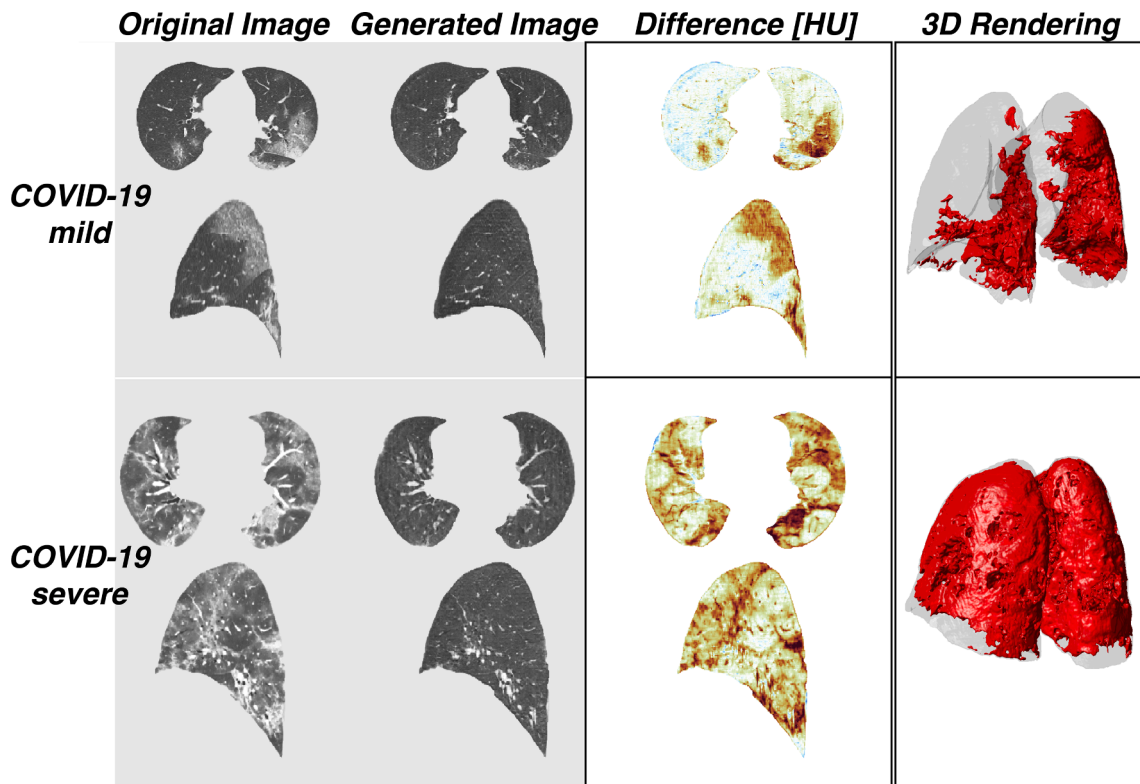 Original Image
Generated Image
Difference [HU]
3D Rendering
COVID-19
mild
COVID-19
severe